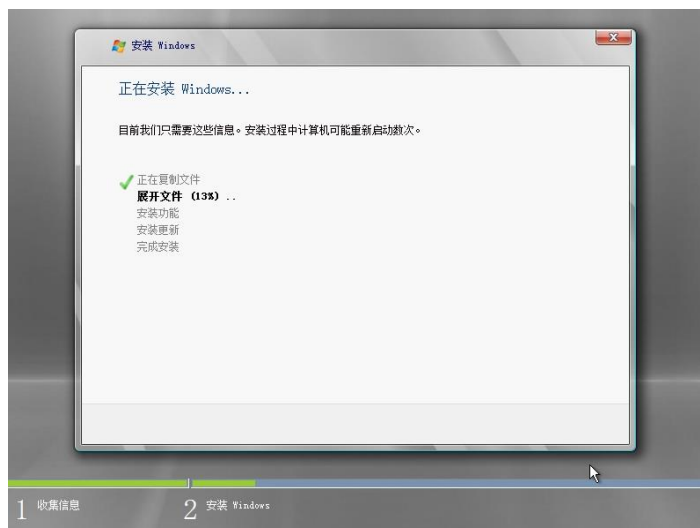 安装 Windows
正在安装 Windows...
目前我们只需要这些信息。安装过程中计算机可能重新启动数次。
正在复制文件
展开文件 (13%) ..
安装功能
安装更新
完成安装
1 收集信息
2 安装 Windows